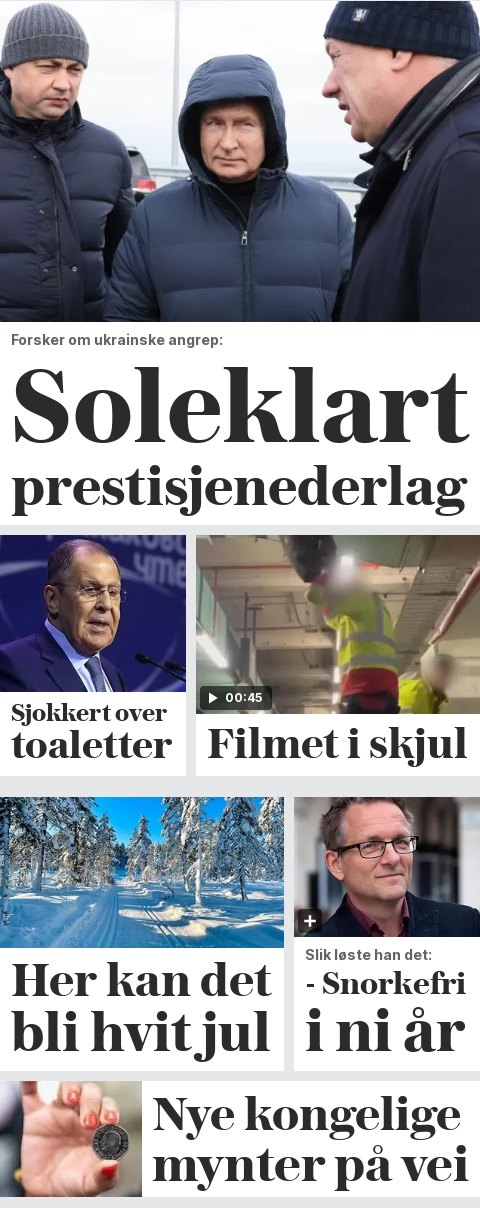 Forsker om ukrainske angrep:
Soleklart
prestisjenederlag
Sjokkert over
toaletter
00:45
Filmet i skjul
Her kan det
bli hvit jul
Slik løste han det:
- Snorkefri
i ni år
Nye kongelige
mynter på vei